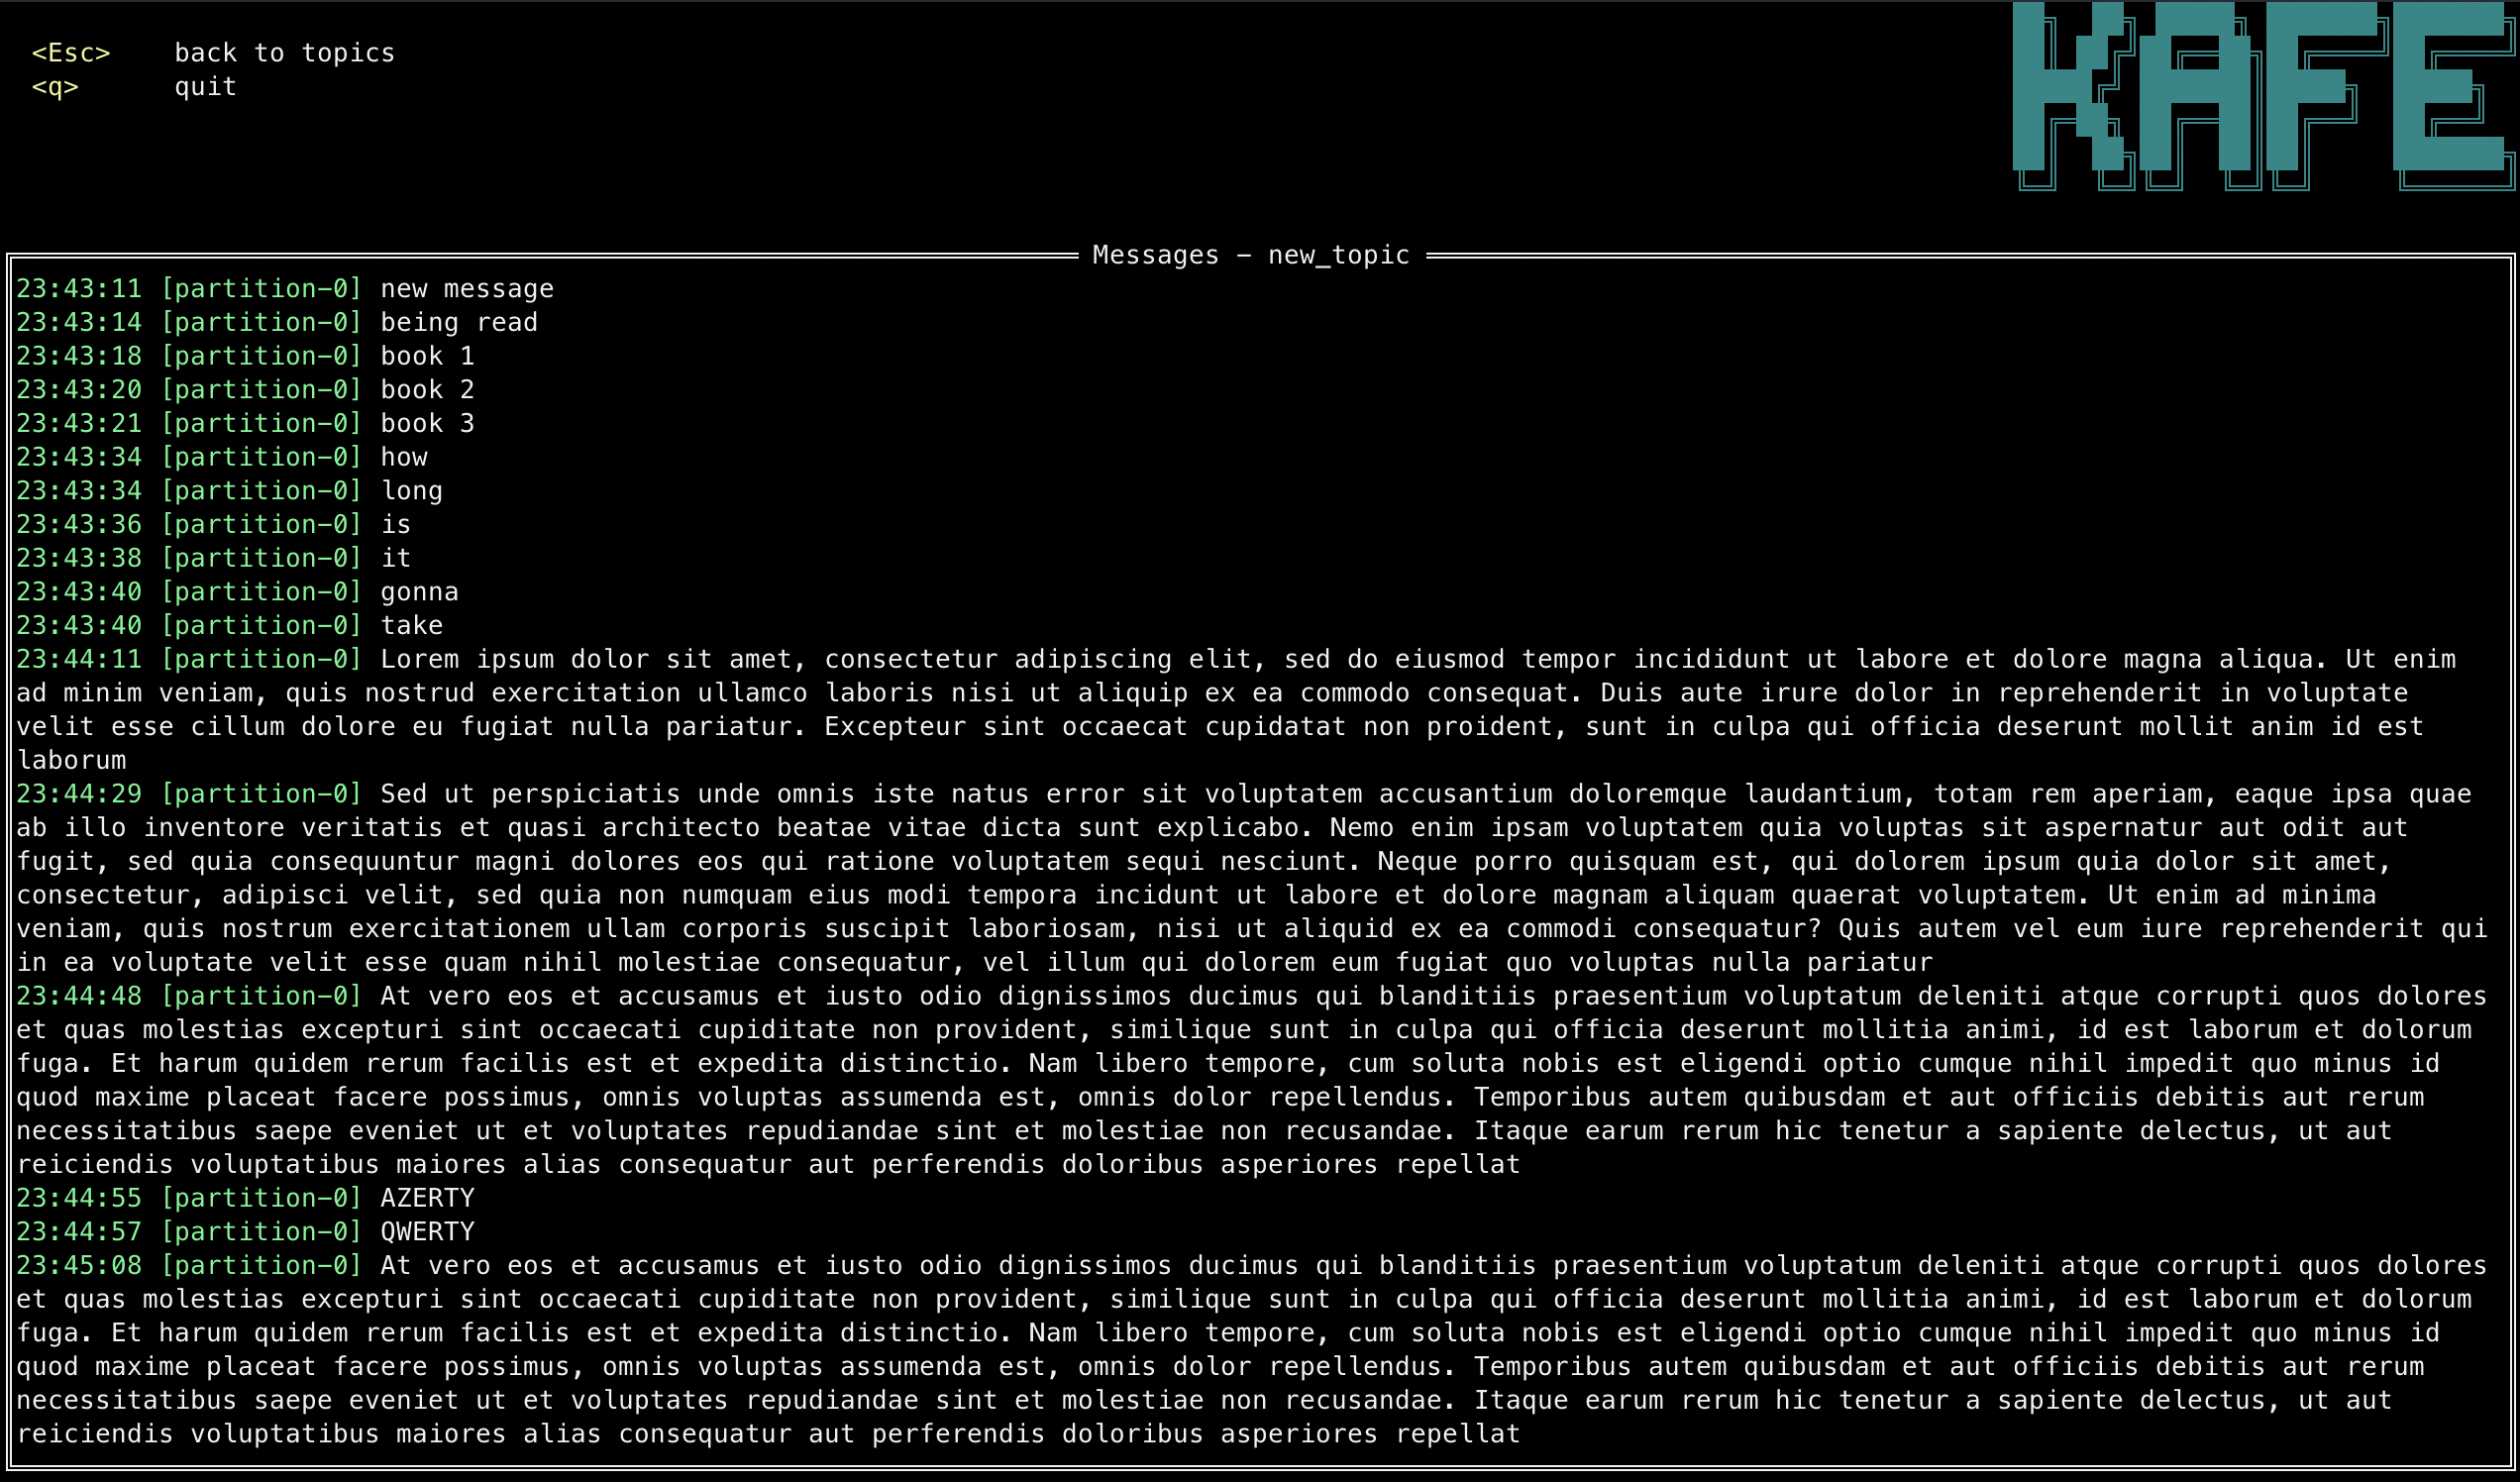 <Esc> back to topics
<q> quit
KAFE
Messages - new_topic
23:43:11 [partition-0] new message
23:43:14 [partition-0] being read
23:43:18 [partition-0] book 1
23:43:20 [partition-0] book 2
23:43:21 [partition-0] book 3
23:43:34 [partition-0] how
23:43:34 [partition-0] long
23:43:36 [partition-0] is
23:43:38 [partition-0] it
23:43:40 [partition-0] gonna
23:43:40 [partition-0] take
23:44:11 [partition-0] Lorem ipsum dolor sit amet, consectetur adipiscing elit, sed do eiusmod tempor incididunt ut labore et dolore magna aliqua. Ut enim
ad minim veniam, quis nostrud exercitation ullamco laboris nisi ut aliquip ex ea commodo consequat. Duis aute irure dolor in reprehenderit in voluptate
velit esse cillum dolore eu fugiat nulla pariatur. Excepteur sint occaecat cupidatat non proident, sunt in culpa qui officia deserunt mollit anim id est
laborum
23:44:29 [partition-0] Sed ut perspiciatis unde omnis iste natus error sit voluptatem accusantium doloremque laudantium, totam rem aperiam, eaque ipsa quae
ab illo inventore veritatis et quasi architecto beatae vitae dicta sunt explicabo. Nemo enim ipsam voluptatem quia voluptas sit aspernatur aut odit aut
fugit, sed quia consequuntur magni dolores eos qui ratione voluptatem sequi nesciunt. Neque porro quisquam est, qui dolorem ipsum quia dolor sit amet,
consectetur, adipisci velit, sed quia non numquam eius modi tempora incidunt ut labore et dolore magnam aliquam quaerat voluptatem. Ut enim ad minima
veniam, quis nostrum exercitationem ullam corporis suscipit laboriosam, nisi ut aliquid ex ea commodi consequatur? Quis autem vel eum iure reprehenderit qui
in ea voluptate velit esse quam nihil molestiae consequatur, vel illum qui dolorem eum fugiat quo voluptas nulla pariatur
23:44:48 [partition-0] At vero eos et accusamus et iusto odio dignissimos ducimus qui blanditiis praesentium voluptatum deleniti atque corrupti quos dolores
et quas molestias excepturi sint occaecati cupiditate non provident, similique sunt in culpa qui officia deserunt mollitia animi, id est laborum et dolorum
fuga. Et harum quidem rerum facilis est et expedita distinctio. Nam libero tempore, cum soluta nobis est eligendi optio cumque nihil impedit quo minus id
quod maxime placeat facere possimus, omnis voluptas assumenda est, omnis dolor repellendus. Temporibus autem quibusdam et aut officiis debitis aut rerum
necessitatibus saepe eveniet ut et voluptates repudiandae sint et molestiae non recusandae. Itaque earum rerum hic tenetur a sapiente delectus, ut aut
reiciendis voluptatibus maiores alias consequatur aut perferendis doloribus asperiores repellat
23:44:55 [partition-0] AZERTY
23:44:57 [partition-0] QWERTY
23:45:08 [partition-0] At vero eos et accusamus et iusto odio dignissimos ducimus qui blanditiis praesentium voluptatum deleniti atque corrupti quos dolores
et quas molestias excepturi sint occaecati cupiditate non provident, similique sunt in culpa qui officia deserunt mollitia animi, id est laborum et dolorum
fuga. Et harum quidem rerum facilis est et expedita distinctio. Nam libero tempore, cum soluta nobis est eligendi optio cumque nihil impedit quo minus id
quod maxime placeat facere possimus, omnis voluptas assumenda est, omnis dolor repellendus. Temporibus autem quibusdam et aut officiis debitis aut rerum
necessitatibus saepe eveniet ut et voluptates repudiandae sint et molestiae non recusandae. Itaque earum rerum hic tenetur a sapiente delectus, ut aut
reiciendis voluptatibus maiores alias consequatur aut perferendis doloribus asperiores repellat